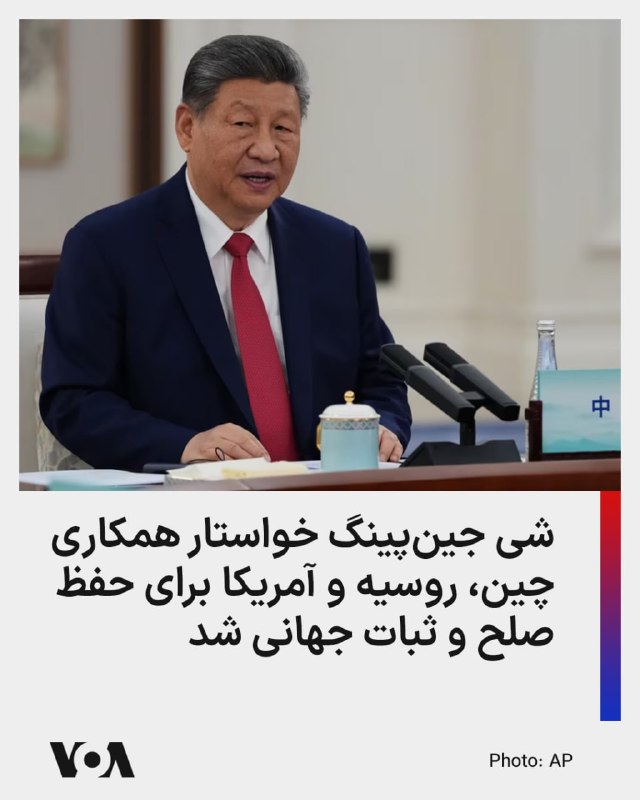 中
شی جین‌پینگ خواستار همکاری
چین، روسیه و آمریکا برای حفظ
صلح و ثبات جهانی شد
VOA
Photo: AP